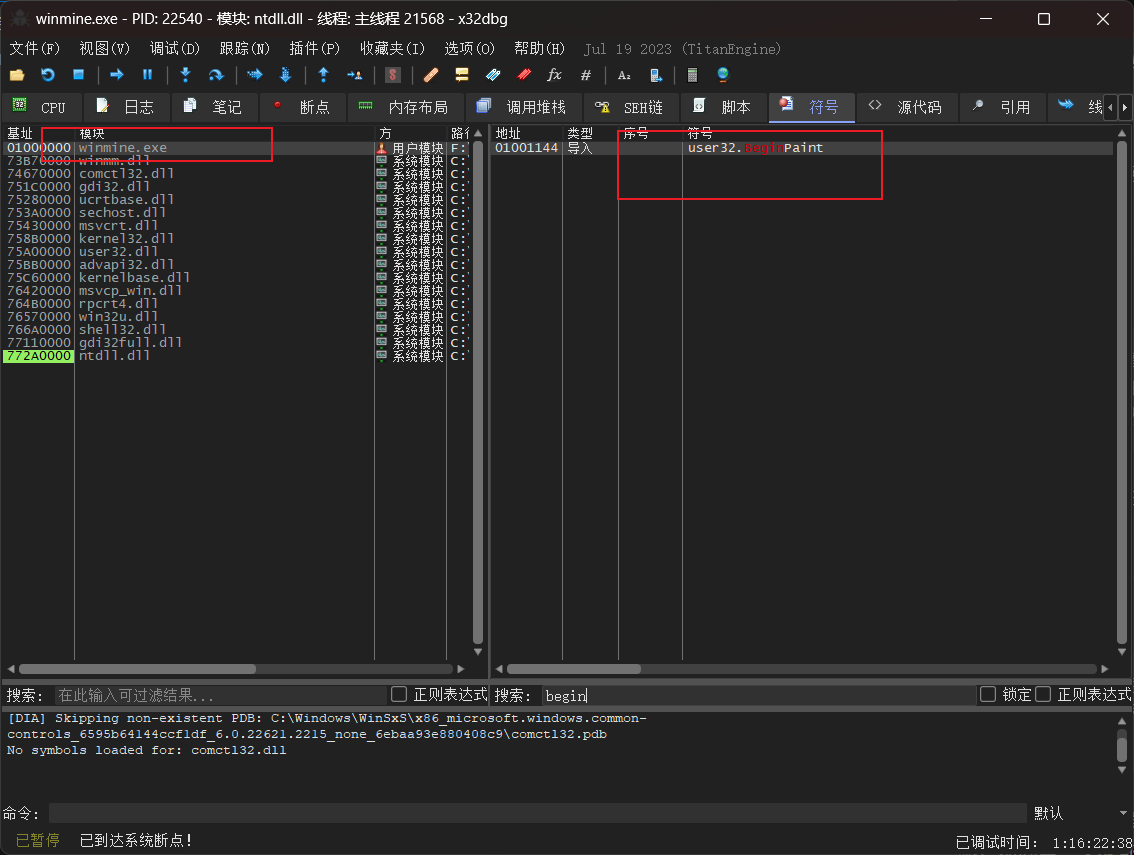 winmine.exe - PID: 22540 - 模块: ntdll.dll - 线程: 主线程 21568 - x32dbg
文件(F) 视图(V) 调试(D) 跟踪(N) 插件(P) 收藏夹(I) 选项(O) 帮助(H) Jul 19 2023 (TitanEngine)
CPU 日志 笔记 断点 内存布局 调用堆栈 SEH链 脚本 符号 源代码 引用 线
基址 模块 方 路径
01000000 winmine.exe 用户模块 F:
73B70000 winmm.dll 系统模块 C:
74670000 comctl32.dll 系统模块 C:
751C0000 gdi32.dll 系统模块 C:
75280000 ucrtbase.dll 系统模块 C:
753A0000 sechost.dll 系统模块 C:
75430000 msvcrt.dll 系统模块 C:
758B0000 kernel32.dll 系统模块 C:
75A00000 user32.dll 系统模块 C:
75BB0000 advapi32.dll 系统模块 C:
75C60000 kernelbase.dll 系统模块 C:
76420000 msvcp_win.dll 系统模块 C:
764B0000 rpcrt4.dll 系统模块 C:
76570000 win32u.dll 系统模块 C:
766A0000 shell32.dll 系统模块 C:
77110000 gdi32full.dll 系统模块 C:
772A0000 ntdll.dll 系统模块 C:
地址 类型 序号 符号
01001144 导入 user32.BeginPaint
搜索: 在此输入可过滤结果... 正则表达式
搜索: begin 锁定 正则表达式
[DIA] Skipping non-existent PDB: C:\Windows\WinSxS\x86_microsoft.windows.common-
controls_6595b64144ccf1df_6.0.22621.2215_none_6ebaa93e880408c9\comctl32.pdb
No symbols loaded for: comctl32.dll
命令: 默认
已暂停 已到达系统断点! 已调试时间: 1:16:22:38